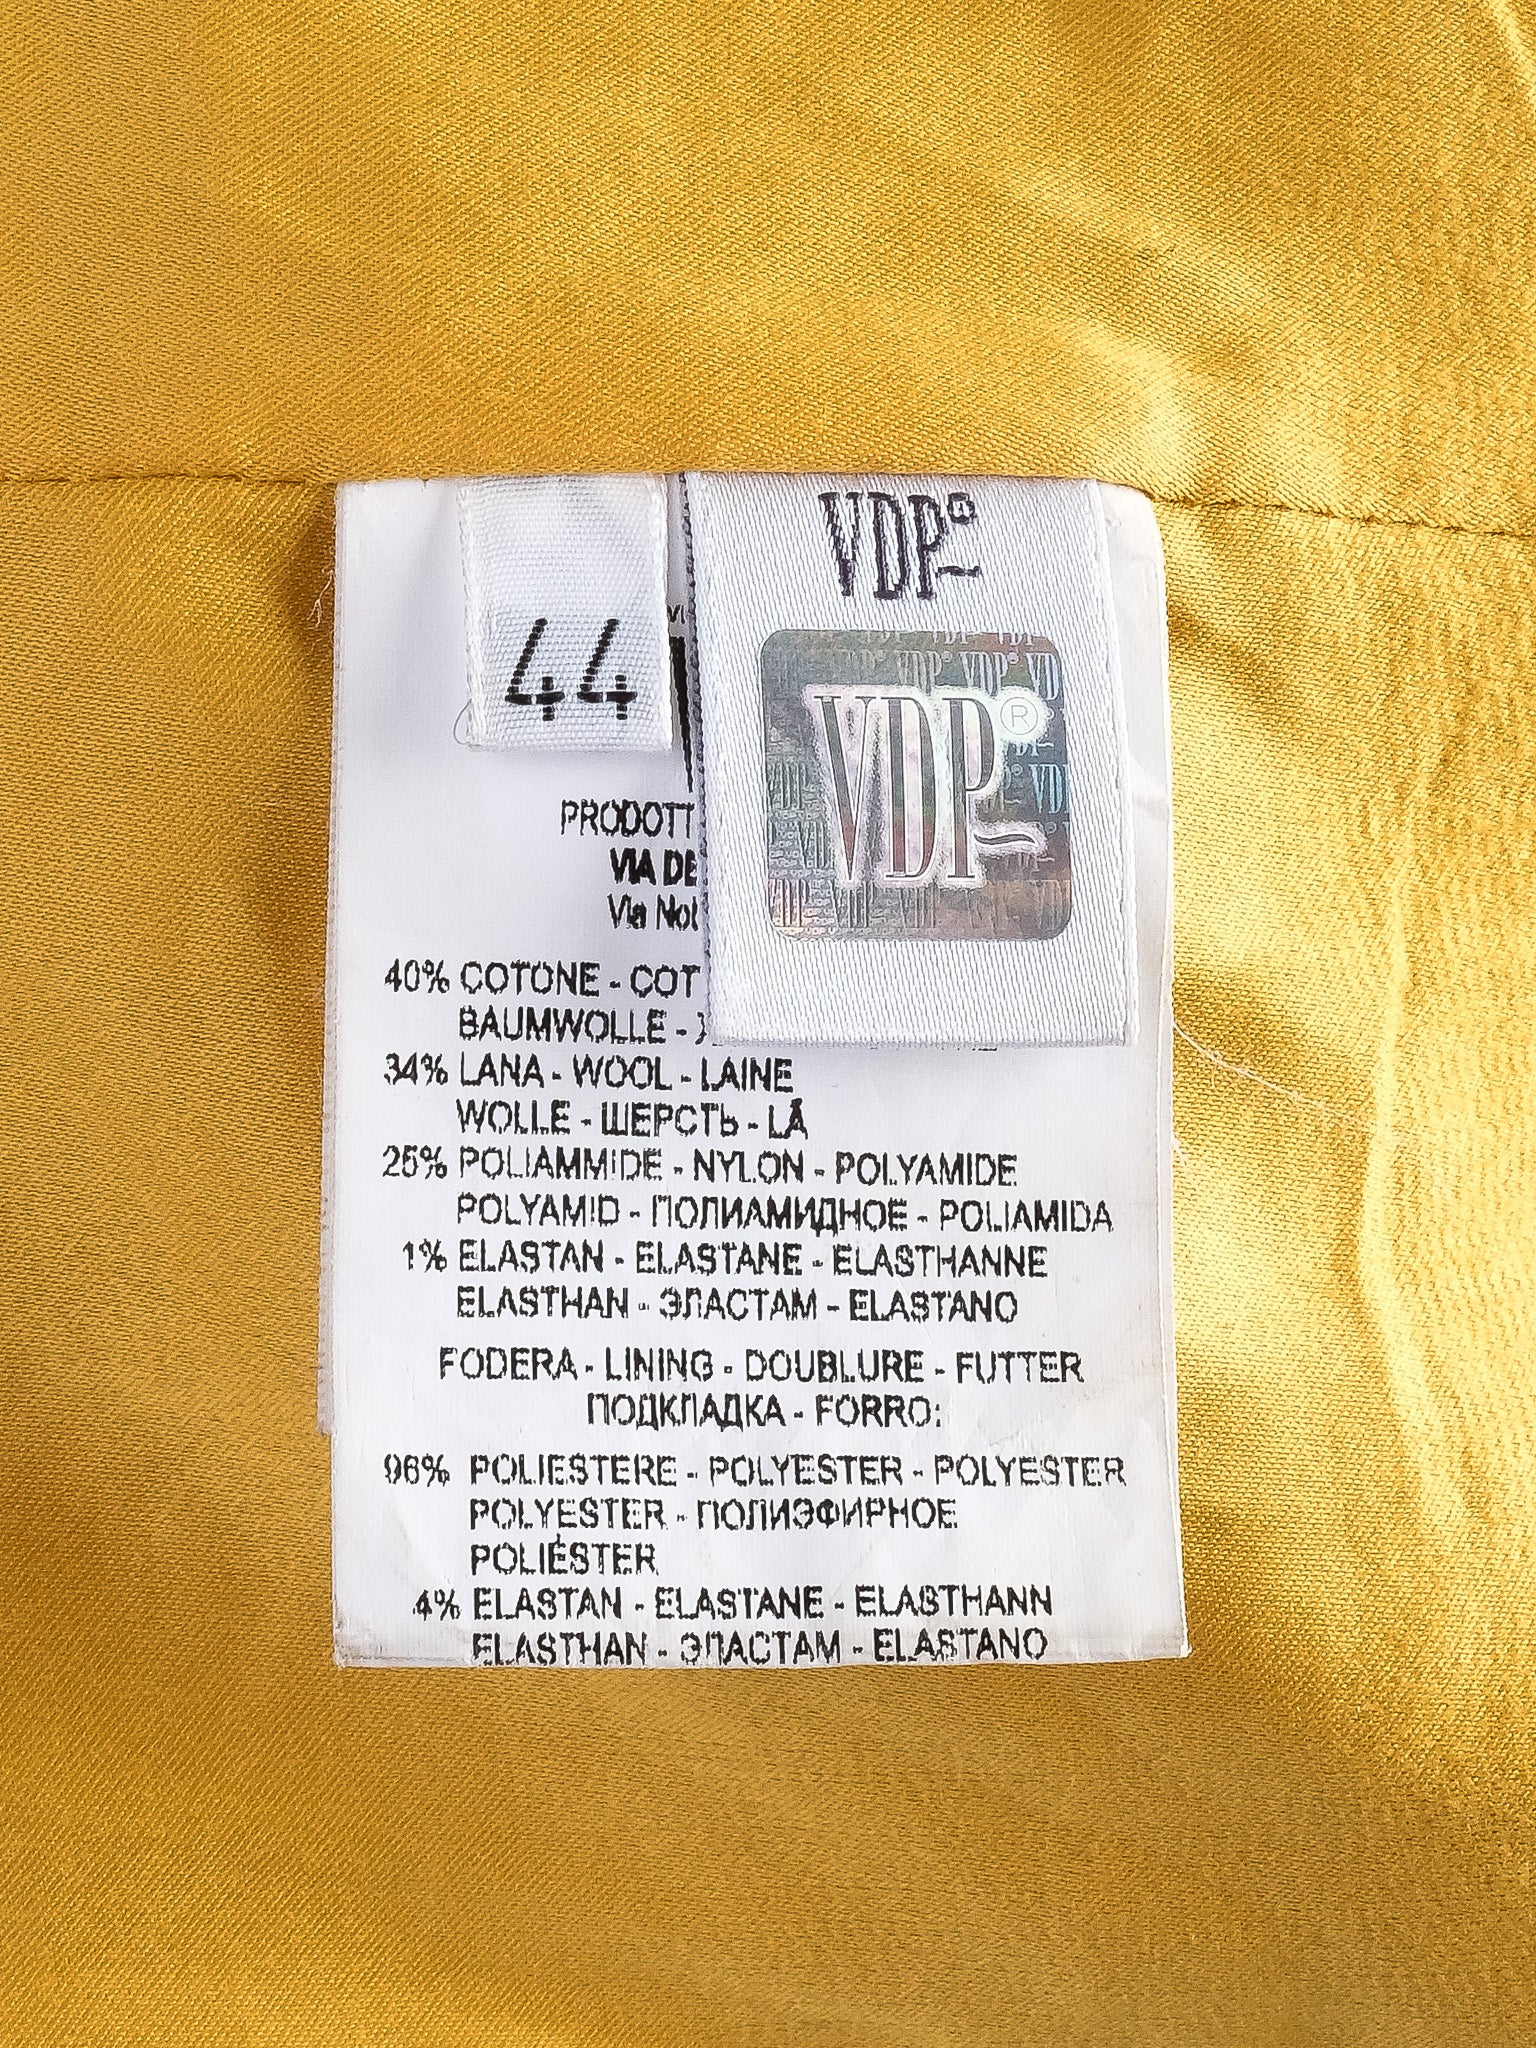 44
VDP®
VDP®
PRODOTT
VIA DE
Via Not
40% COTONE - COT
BAUMWOLLE -
34% LANA - WOOL - LAINE
WOLLE - ШЕРСТЬ - LÃ
25% POLIAMMIDE - NYLON - POLYAMIDE
POLYAMID - ПОЛИАМИДНОЕ - POLIAMIDA
1% ELASTAN - ELASTANE - ELASTHANNE
ELASTHAN - ЭЛАСТАМ - ELASTANO
FODERA - LINING - DOUBLURE - FUTTER
ПОДКЛАДКА - FORRO:
96% POLIESTERE - POLYESTER - POLYESTER
POLYESTER - ПОЛИЭФИРНОЕ
POLIÉSTER
4% ELASTAN - ELASTANE - ELASTHANN
ELASTHAN - ЭЛАСТАМ - ELASTANO